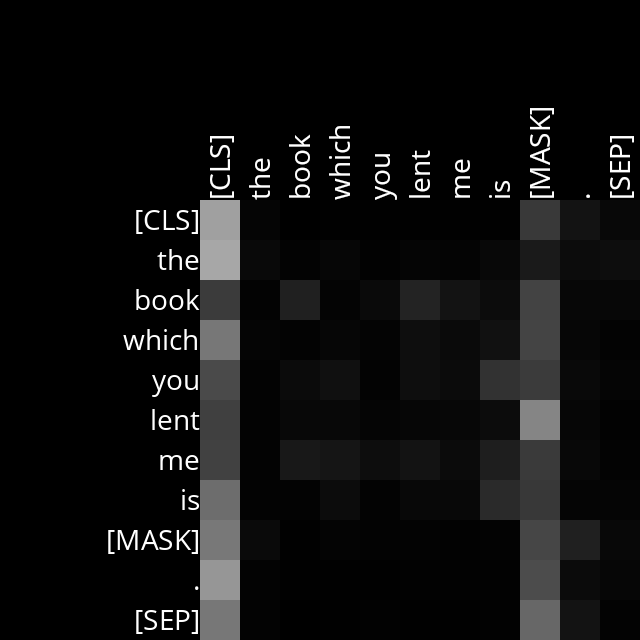 [CLS] the book which you lent me is [MASK] . [SEP]
[CLS]
the
book
which
you
lent
me
is
[MASK]
.
[SEP]